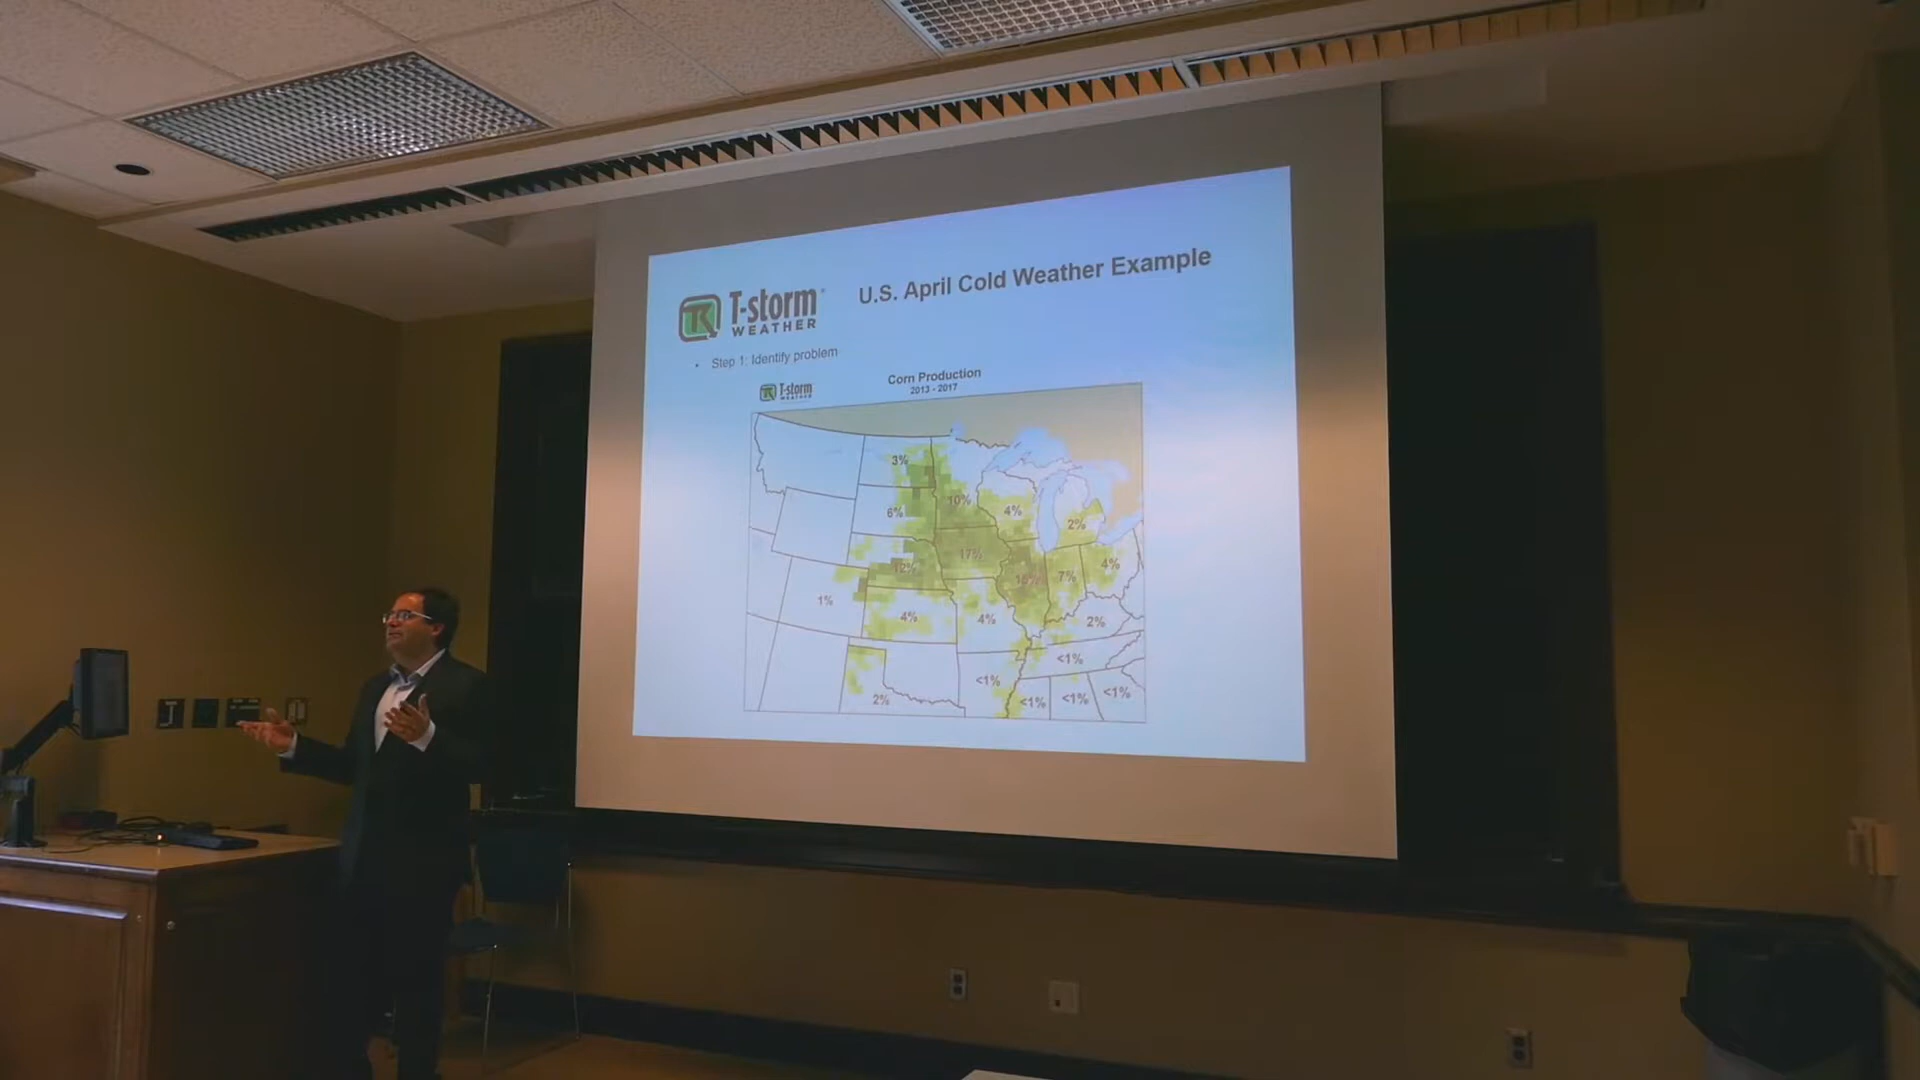 T-storm
WEATHER
U.S. April Cold Weather Example
• Step 1: Identify problem
T-storm
WEATHER
Corn Production
2013 - 2017
3%
10%
6%
4%
2%
17%
12%
4%
7%
1%
4%
4%
2%
<1%
<1%
2%
<1%
<1%
<1%